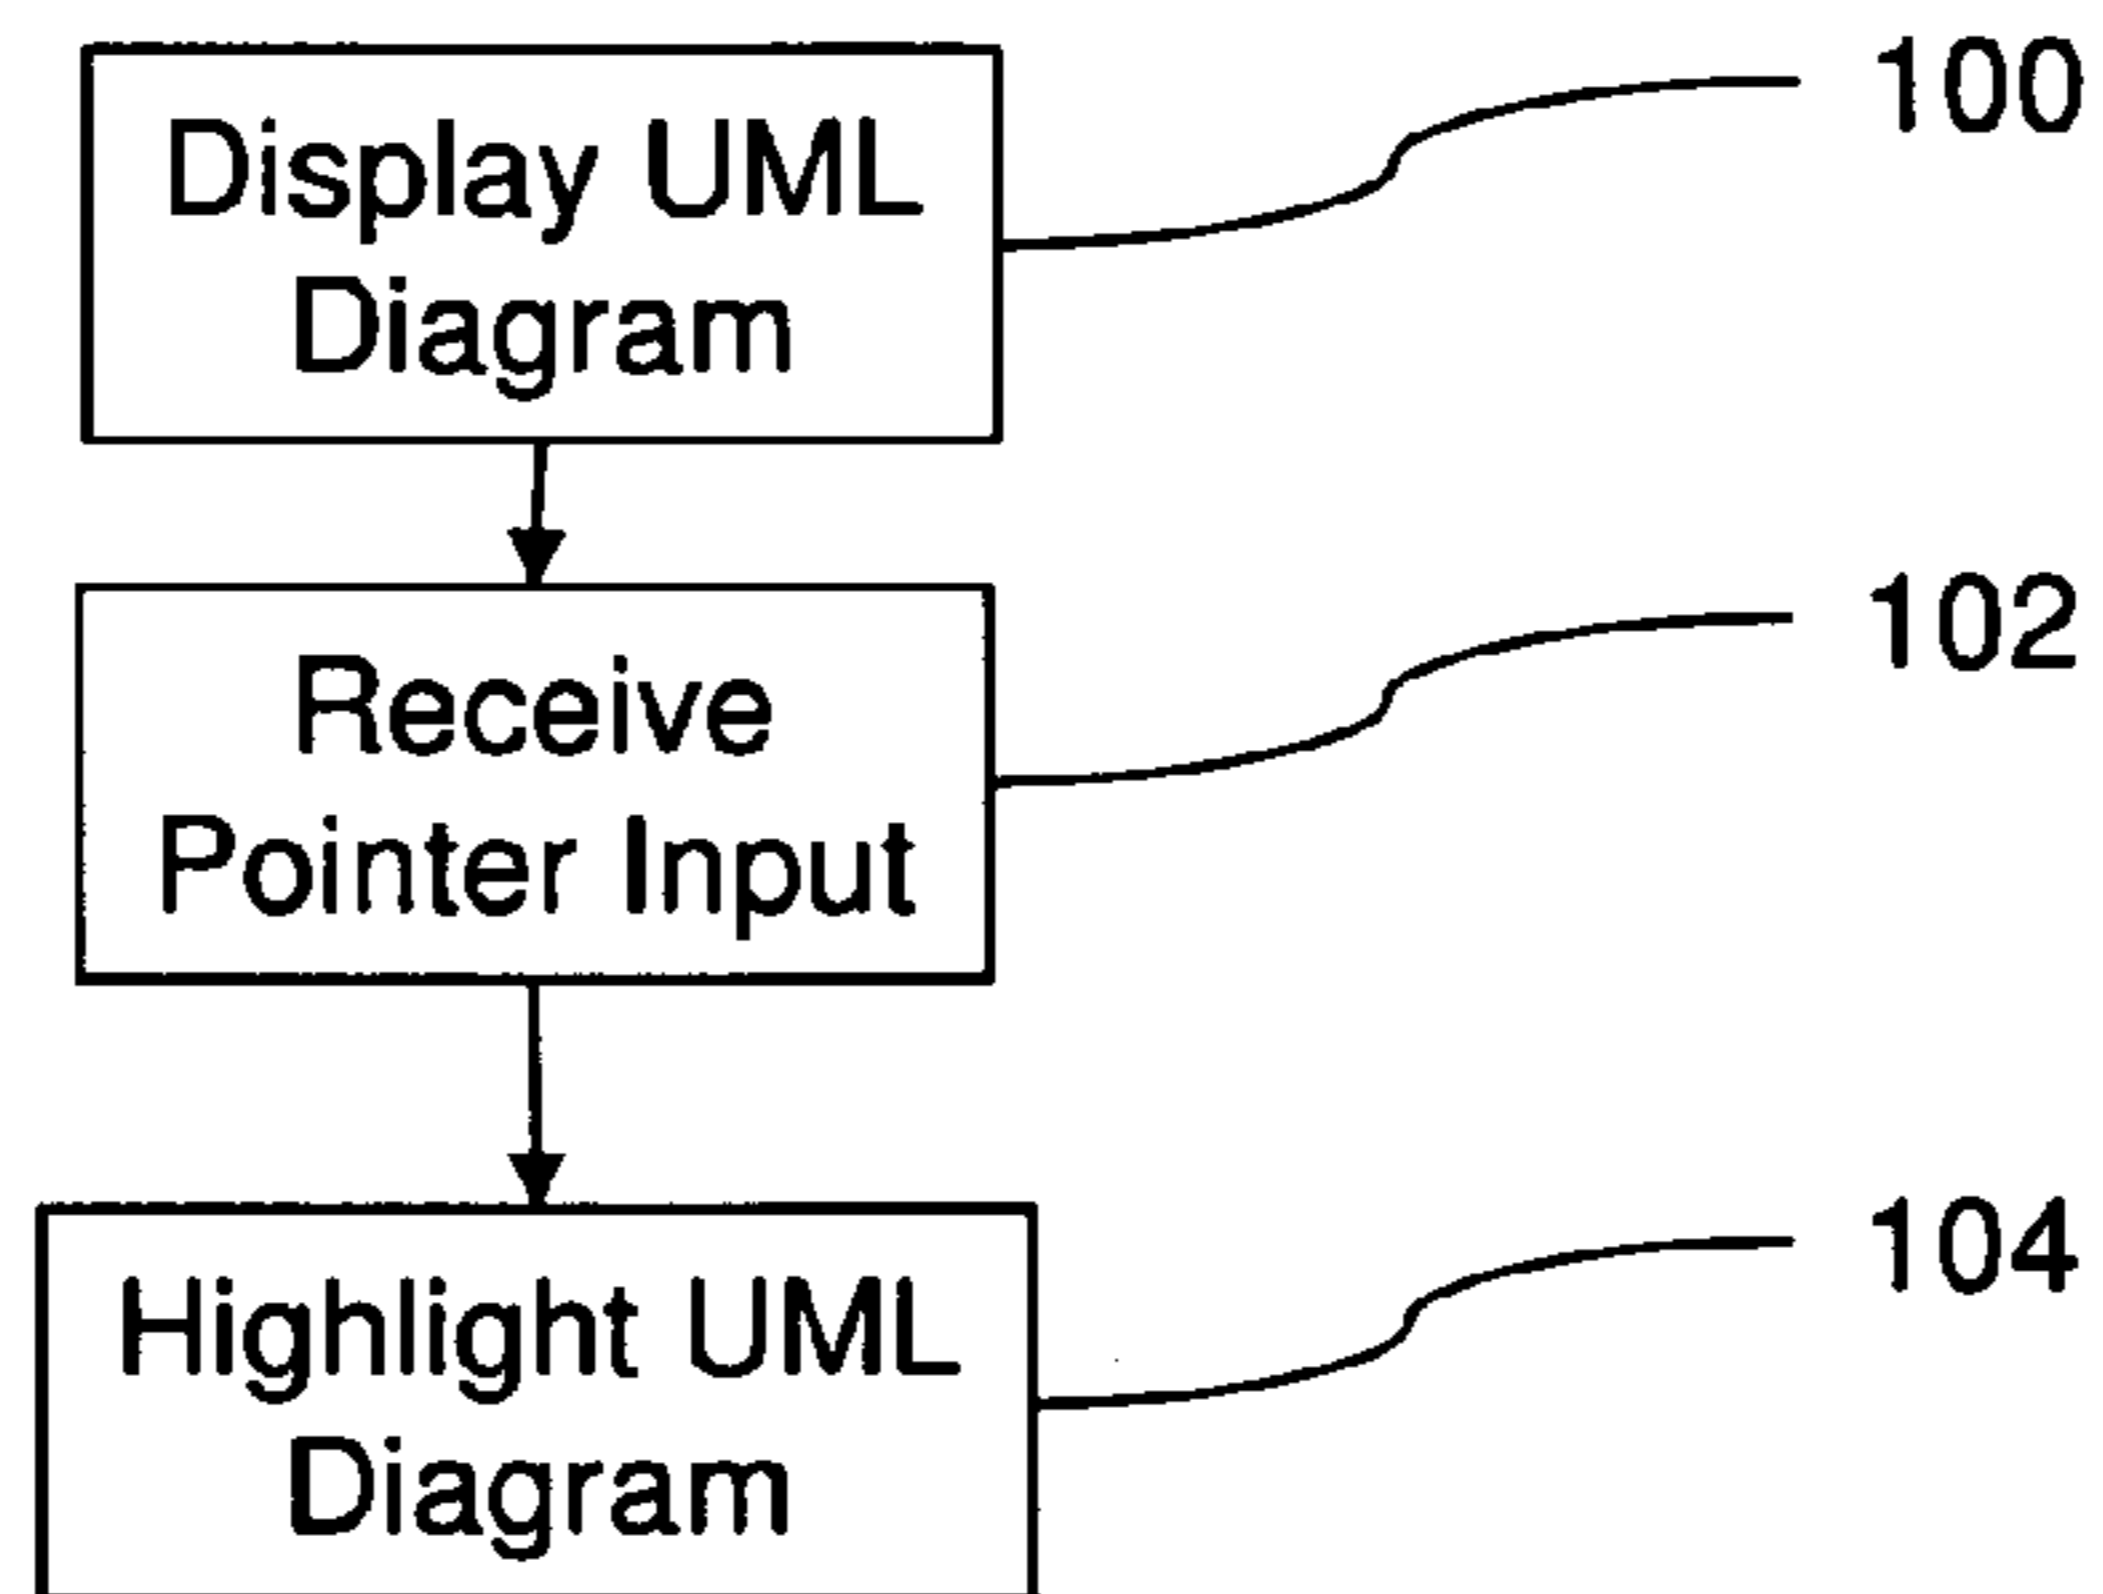 Display UML
Diagram
100
Receive
Pointer Input
102
Highlight UML
Diagram
104